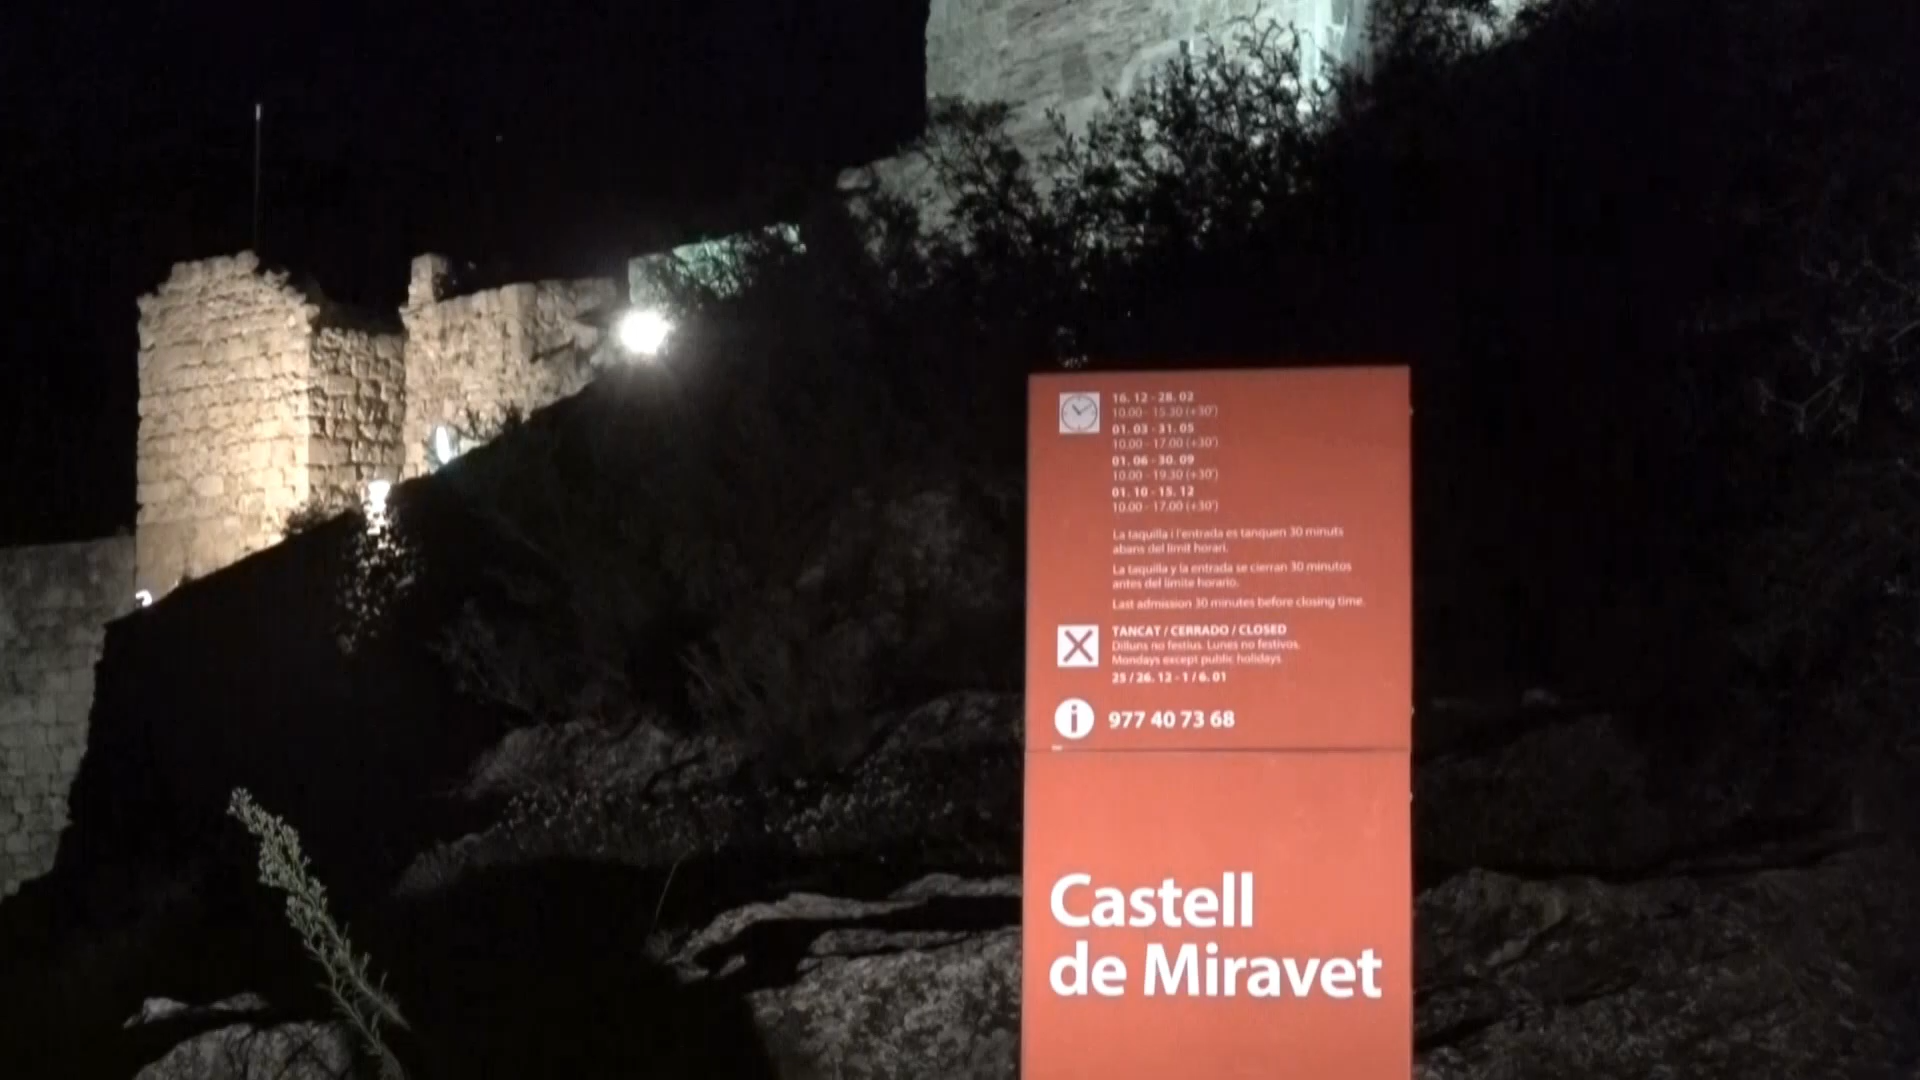 16. 12 - 28. 02
10.00 - 15.30 (+30')
01. 03 - 31. 05
10.00 - 17.00 (+30')
01. 06 - 30. 09
10.00 - 19.30 (+30')
01. 10 - 15. 12
10.00 - 17.00 (+30')
La taquilla i l'entrada es tanquen 30 minuts
abans del límit horari.
La taquilla y la entrada se cierran 30 minutos
antes del límite horario.
Last admission 30 minutes before closing time.
TANCAT / CERRADO / CLOSED
Dilluns no festius. Lunes no festivos.
Mondays except public holidays
25 / 26. 12 - 1 / 6. 01
i 977 40 73 68
Castell
de Miravet